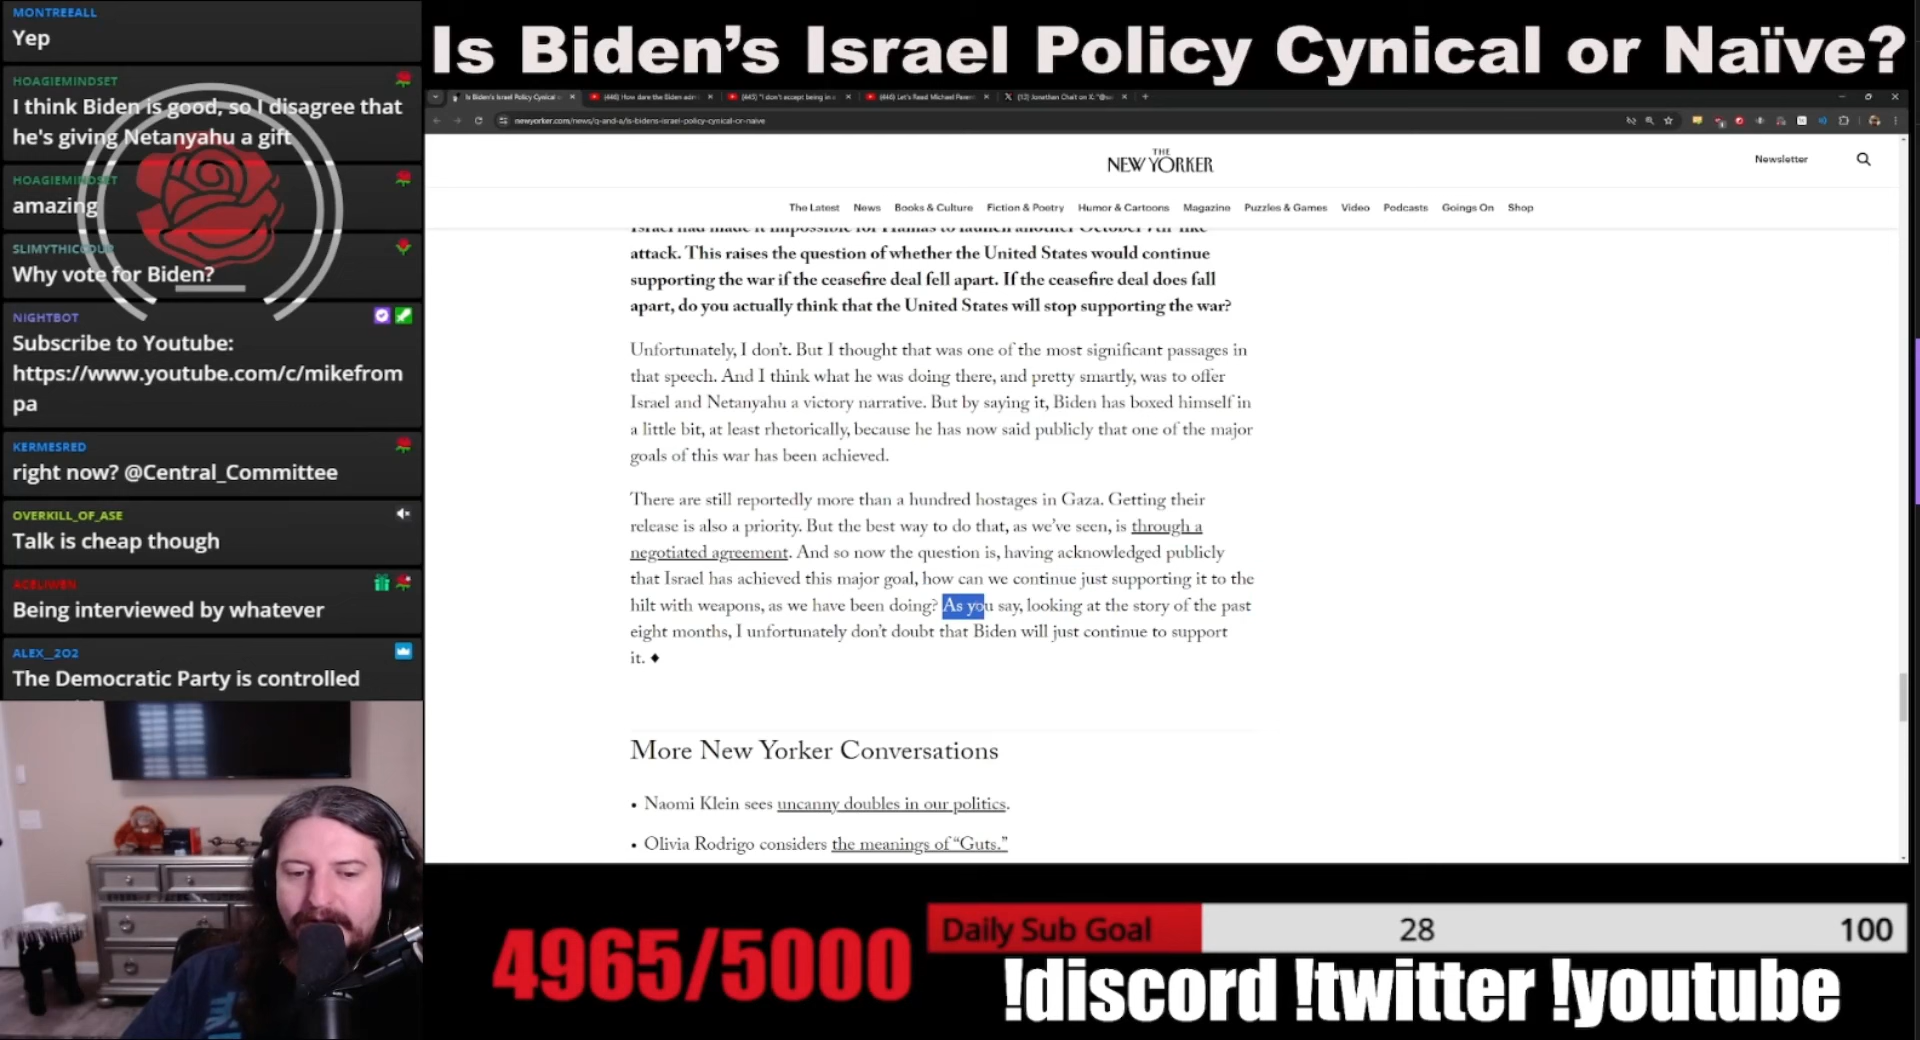 MONTREEALL
Yep
HOAGIEMINDSET
I think Biden is good, so I disagree that
he's giving Netanyahu a gift
HOAGIEMINDSET
amazing
SLIMYTHICCDUR
Why vote for Biden?
NIGHTBOT
Subscribe to Youtube:
https://www.youtube.com/c/mikefrom
pa
KERMESRED
right now? @Central_Committee
OVERKILL_OF_ASE
Talk is cheap though
ACELIWEN
Being interviewed by whatever
ALEX__202
The Democratic Party is controlled
Is Biden's Israel Policy Cynical or Naïve?
Is Biden's Israel Policy Cynical
(446) How dare the Biden adm
(445) "I don't accept being in a
(446) Let's Read Michael Paren
(12) Jonathan Chait on X:
newyorker.com/news/q-and-a/is-bidens-israel-policy-cynical-or-naive
THE
NEW YORKER
Newsletter
The Latest News Books & Culture Fiction & Poetry Humor & Cartoons Magazine Puzzles & Games Video Podcasts Goings On Shop
Israel had made it impossible for Hamas to launch another October 7th-like
attack. This raises the question of whether the United States would continue
supporting the war if the ceasefire deal fell apart. If the ceasefire deal does fall
apart, do you actually think that the United States will stop supporting the war?
Unfortunately, I don't. But I thought that was one of the most significant passages in
that speech. And I think what he was doing there, and pretty smartly, was to offer
Israel and Netanyahu a victory narrative. But by saying it, Biden has boxed himself in
a little bit, at least rhetorically, because he has now said publicly that one of the major
goals of this war has been achieved.
There are still reportedly more than a hundred hostages in Gaza. Getting their
release is also a priority. But the best way to do that, as we've seen, is through a
negotiated agreement. And so now the question is, having acknowledged publicly
that Israel has achieved this major goal, how can we continue just supporting it to the
hilt with weapons, as we have been doing? As you say, looking at the story of the past
eight months, I unfortunately don't doubt that Biden will just continue to support
it. ♦
More New Yorker Conversations
• Naomi Klein sees uncanny doubles in our politics.
• Olivia Rodrigo considers the meanings of "Guts."
4965/5000
Daily Sub Goal 28 100
!discord !twitter !youtube